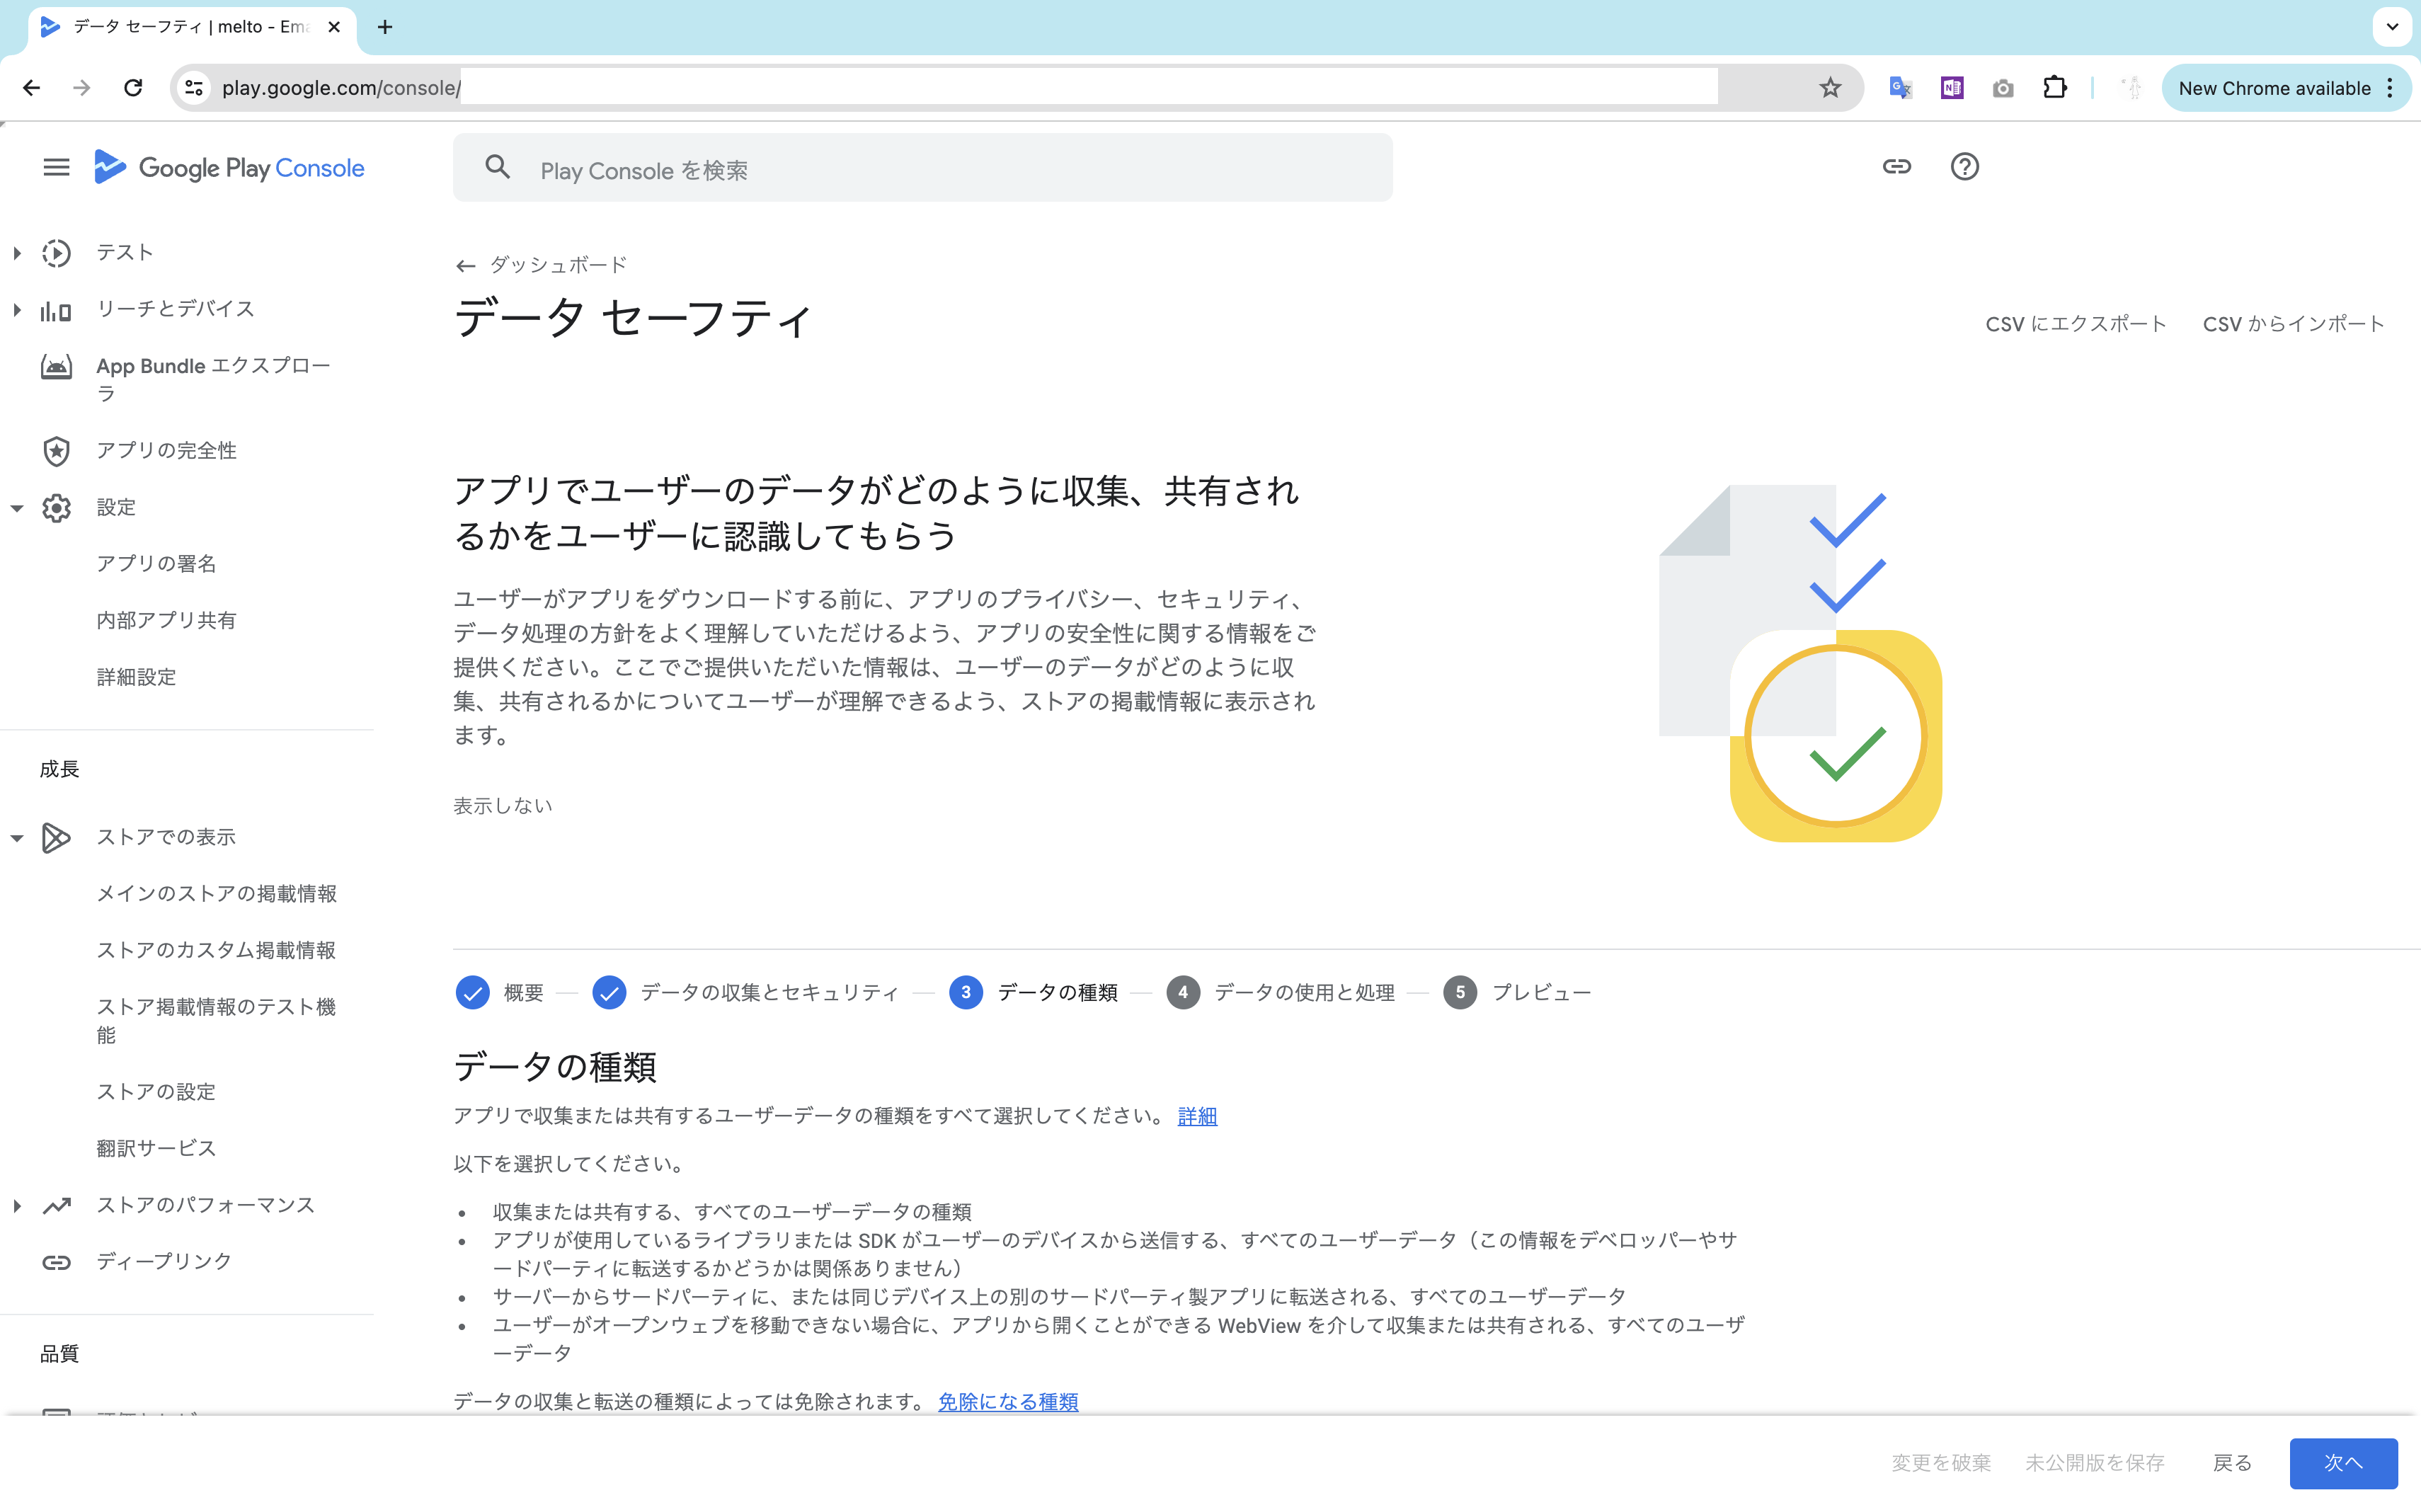 データ セーフティ | melto - Ema
play.google.com/console/
New Chrome available
Google Play Console
Play Console を検索
テスト
リーチとデバイス
App Bundle エクスプロー
ラ
アプリの完全性
設定
アプリの署名
内部アプリ共有
詳細設定
成長
ストアでの表示
メインのストアの掲載情報
ストアのカスタム掲載情報
ストア掲載情報のテスト機
能
ストアの設定
翻訳サービス
ストアのパフォーマンス
ディープリンク
品質
ダッシュボード
データ セーフティ
CSV にエクスポート
CSV からインポート
アプリでユーザーのデータがどのように収集、共有され
るかをユーザーに認識してもらう
ユーザーがアプリをダウンロードする前に、アプリのプライバシー、セキュリティ、
データ処理の方針をよく理解していただけるよう、アプリの安全性に関する情報をご
提供ください。ここでご提供いただいた情報は、ユーザーのデータがどのように収
集、共有されるかについてユーザーが理解できるよう、ストアの掲載情報に表示され
ます。
表示しない
概要
データの収集とセキュリティ
3 データの種類
4 データの使用と処理
5 プレビュー
データの種類
アプリで収集または共有するユーザーデータの種類をすべて選択してください。 詳細
以下を選択してください。
• 収集または共有する、すべてのユーザーデータの種類
• アプリが使用しているライブラリまたは SDK がユーザーのデバイスから送信する、すべてのユーザーデータ（この情報をデベロッパーやサ
ードパーティに転送するかどうかは関係ありません）
• サーバーからサードパーティに、または同じデバイス上の別のサードパーティ製アプリに転送される、すべてのユーザーデータ
• ユーザーがオープンウェブを移動できない場合に、アプリから開くことができる WebView を介して収集または共有される、すべてのユーザ
ーデータ
データの収集と転送の種類によっては免除されます。 免除になる種類
変更を破棄
未公開版を保存
戻る
次へ